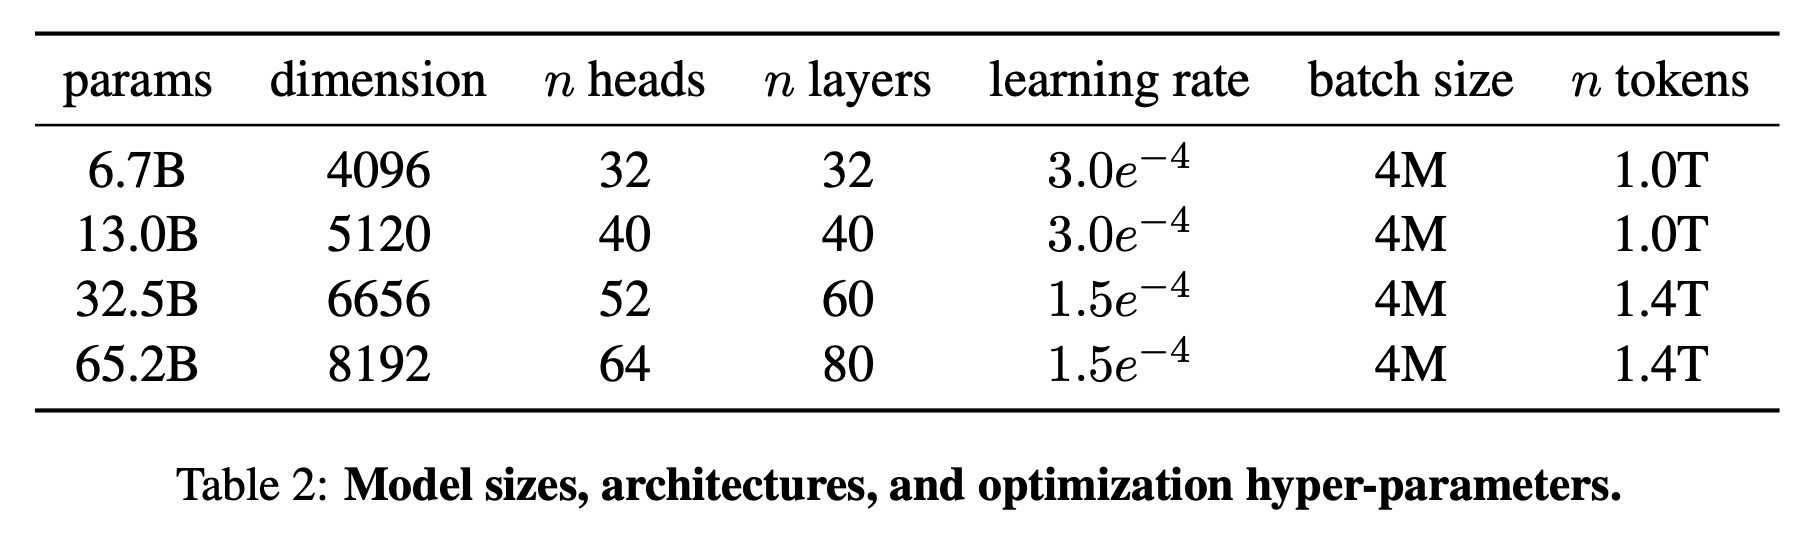 params dimension n heads n layers learning rate batch size n tokens
6.7B 4096 32 32 3.0e−4 4M 1.0T
13.0B 5120 40 40 3.0e−4 4M 1.0T
32.5B 6656 52 60 1.5e−4 4M 1.4T
65.2B 8192 64 80 1.5e−4 4M 1.4T
Table 2: Model sizes, architectures, and optimization hyper-parameters.